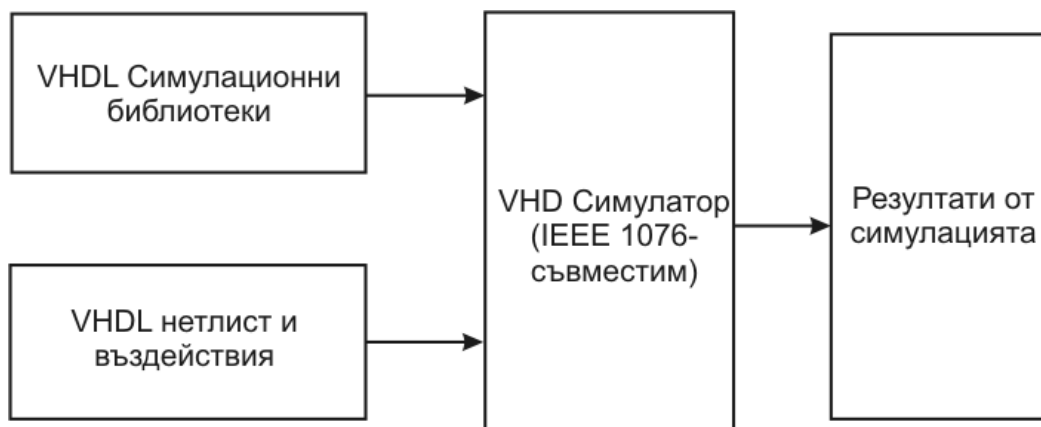 VHDL Симулационни
библиотеки
VHDL нетлист и
въздействия
VHD Симулатор
(IEEE 1076-
съвместим)
Резултати от
симулацията